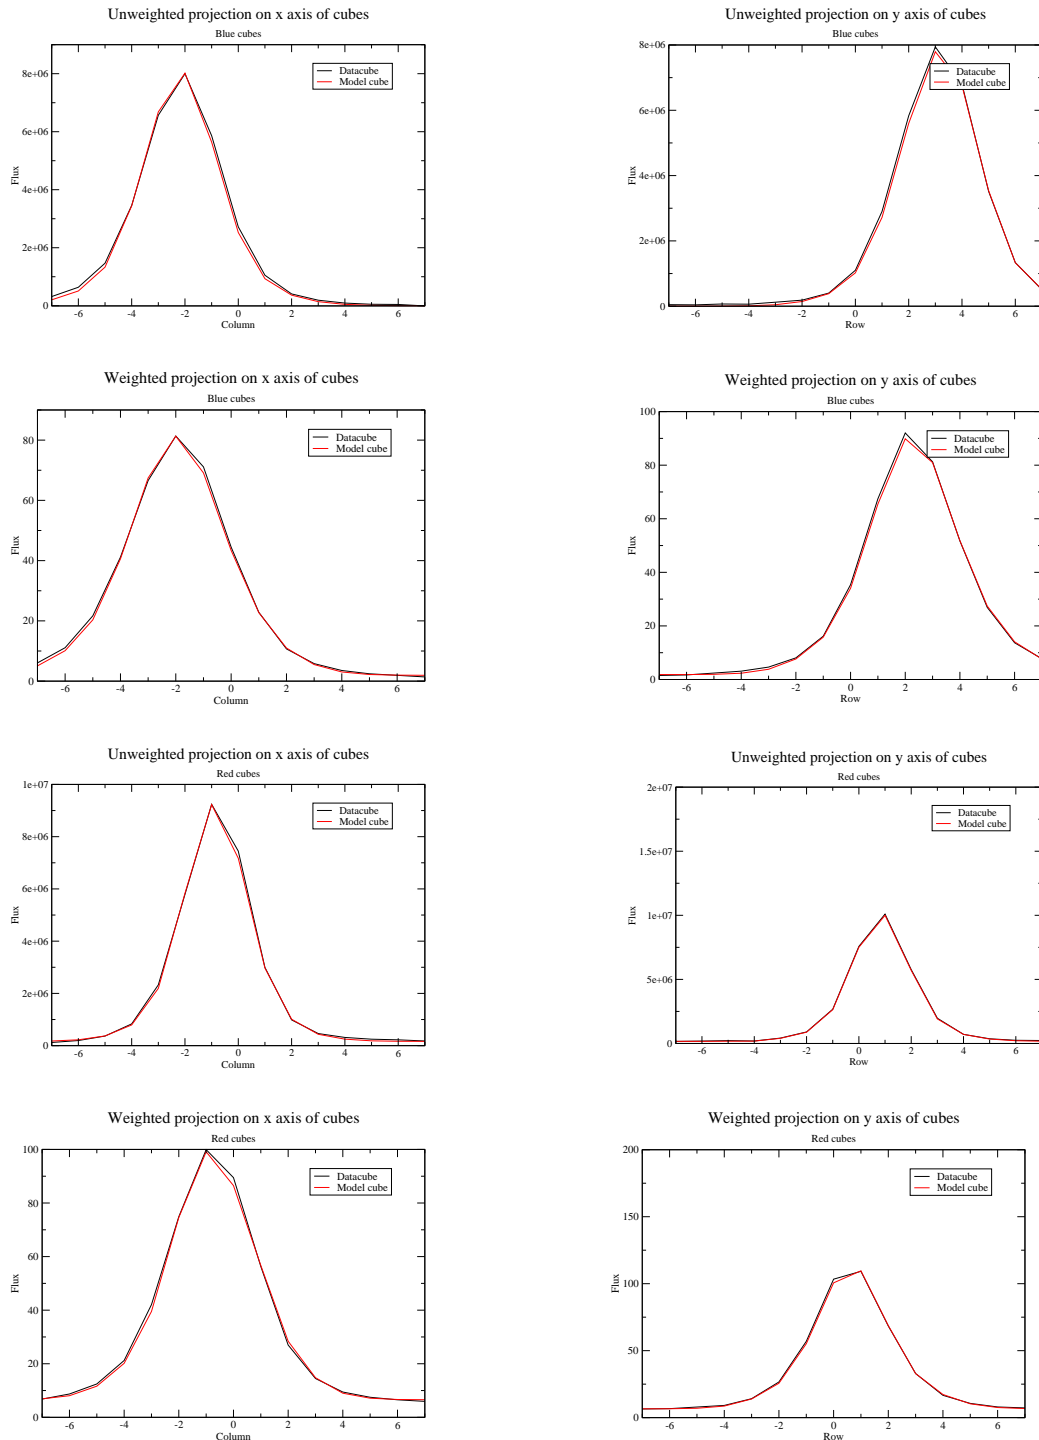 Unweighted projection on x axis of cubes
Blue cubes
Datacube
Model cube
8e+06
6e+06
4e+06
2e+06
0
Flux
-6 -4 -2 0 2 4 6
Column
Unweighted projection on y axis of cubes
Blue cubes
Datacube
Model cube
8e+06
6e+06
4e+06
2e+06
0
Flux
-6 -4 -2 0 2 4 6
Row
Weighted projection on x axis of cubes
Blue cubes
Datacube
Model cube
80
60
40
20
0
Flux
-6 -4 -2 0 2 4 6
Column
Weighted projection on y axis of cubes
Blue cubes
Datacube
Model cube
100
80
60
40
20
0
Flux
-6 -4 -2 0 2 4 6
Row
Unweighted projection on x axis of cubes
Red cubes
Datacube
Model cube
1e+07
8e+06
6e+06
4e+06
2e+06
0
Flux
-6 -4 -2 0 2 4 6
Column
Unweighted projection on y axis of cubes
Red cubes
Datacube
Model cube
2e+07
1.5e+07
1e+07
5e+06
0
Flux
-6 -4 -2 0 2 4 6
Row
Weighted projection on x axis of cubes
Red cubes
Datacube
Model cube
100
80
60
40
20
0
Flux
-6 -4 -2 0 2 4 6
Column
Weighted projection on y axis of cubes
Red cubes
Datacube
Model cube
200
150
100
50
0
Flux
-6 -4 -2 0 2 4 6
Row